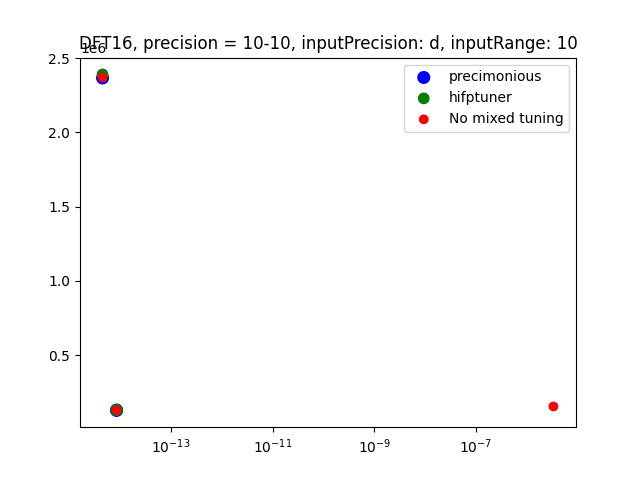 DFT16, precision = 10-10, inputPrecision: d, inputRange: 10
1e6
2.5
2.0
1.5
1.0
0.5
precimonious
hifptuner
No mixed tuning
10⁻¹³ 10⁻¹¹ 10⁻⁹ 10⁻⁷